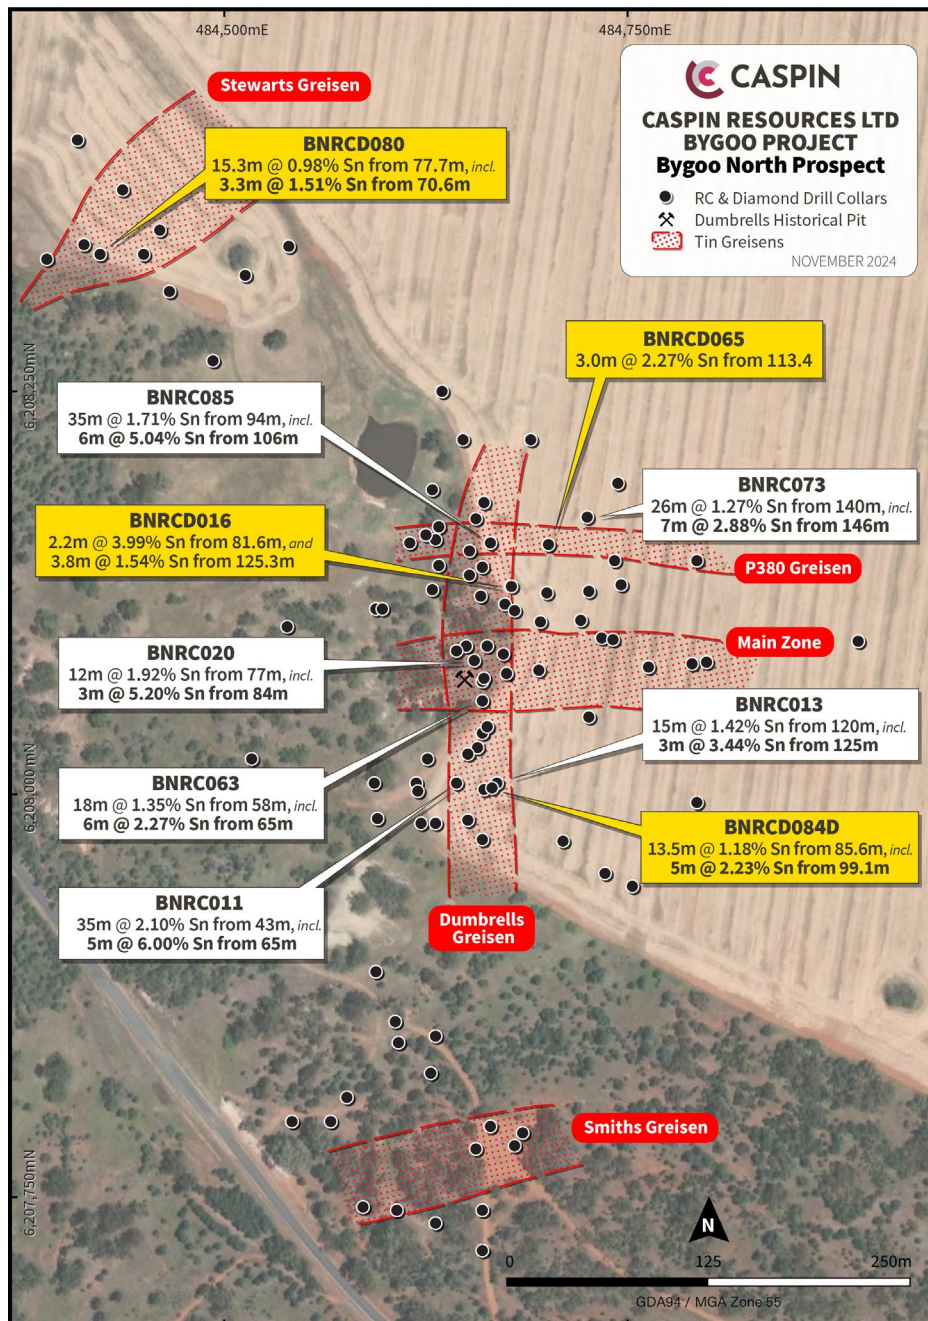 484,500mE
484,750mE
CASPIN
CASPIN RESOURCES LTD
BYGOO PROJECT
Bygoo North Prospect
RC & Diamond Drill Collars
Dumbrells Historical Pit
Tin Greisens
NOVEMBER 2024
Stewarts Greisen
BNRCD080
15.3m @ 0.98% Sn from 77.7m, incl.
3.3m @ 1.51% Sn from 70.6m
6,208,250mN
BNRCD065
3.0m @ 2.27% Sn from 113.4
BNRC085
35m @ 1.71% Sn from 94m, incl.
6m @ 5.04% Sn from 106m
BNRC073
26m @ 1.27% Sn from 140m, incl.
7m @ 2.88% Sn from 146m
BNRCD016
2.2m @ 3.99% Sn from 81.6m, and
3.8m @ 1.54% Sn from 125.3m
P380 Greisen
Main Zone
BNRC020
12m @ 1.92% Sn from 77m, incl.
3m @ 5.20% Sn from 84m
BNRC013
15m @ 1.42% Sn from 120m, incl.
3m @ 3.44% Sn from 125m
6,208,000mN
BNRC063
18m @ 1.35% Sn from 58m, incl.
6m @ 2.27% Sn from 65m
BNRCD084D
13.5m @ 1.18% Sn from 85.6m, incl.
5m @ 2.23% Sn from 99.1m
BNRC011
35m @ 2.10% Sn from 43m, incl.
5m @ 6.00% Sn from 65m
Dumbrells
Greisen
Smiths Greisen
6,207,750mN
N
0 125 250m
GDA94 / MGA Zone 55